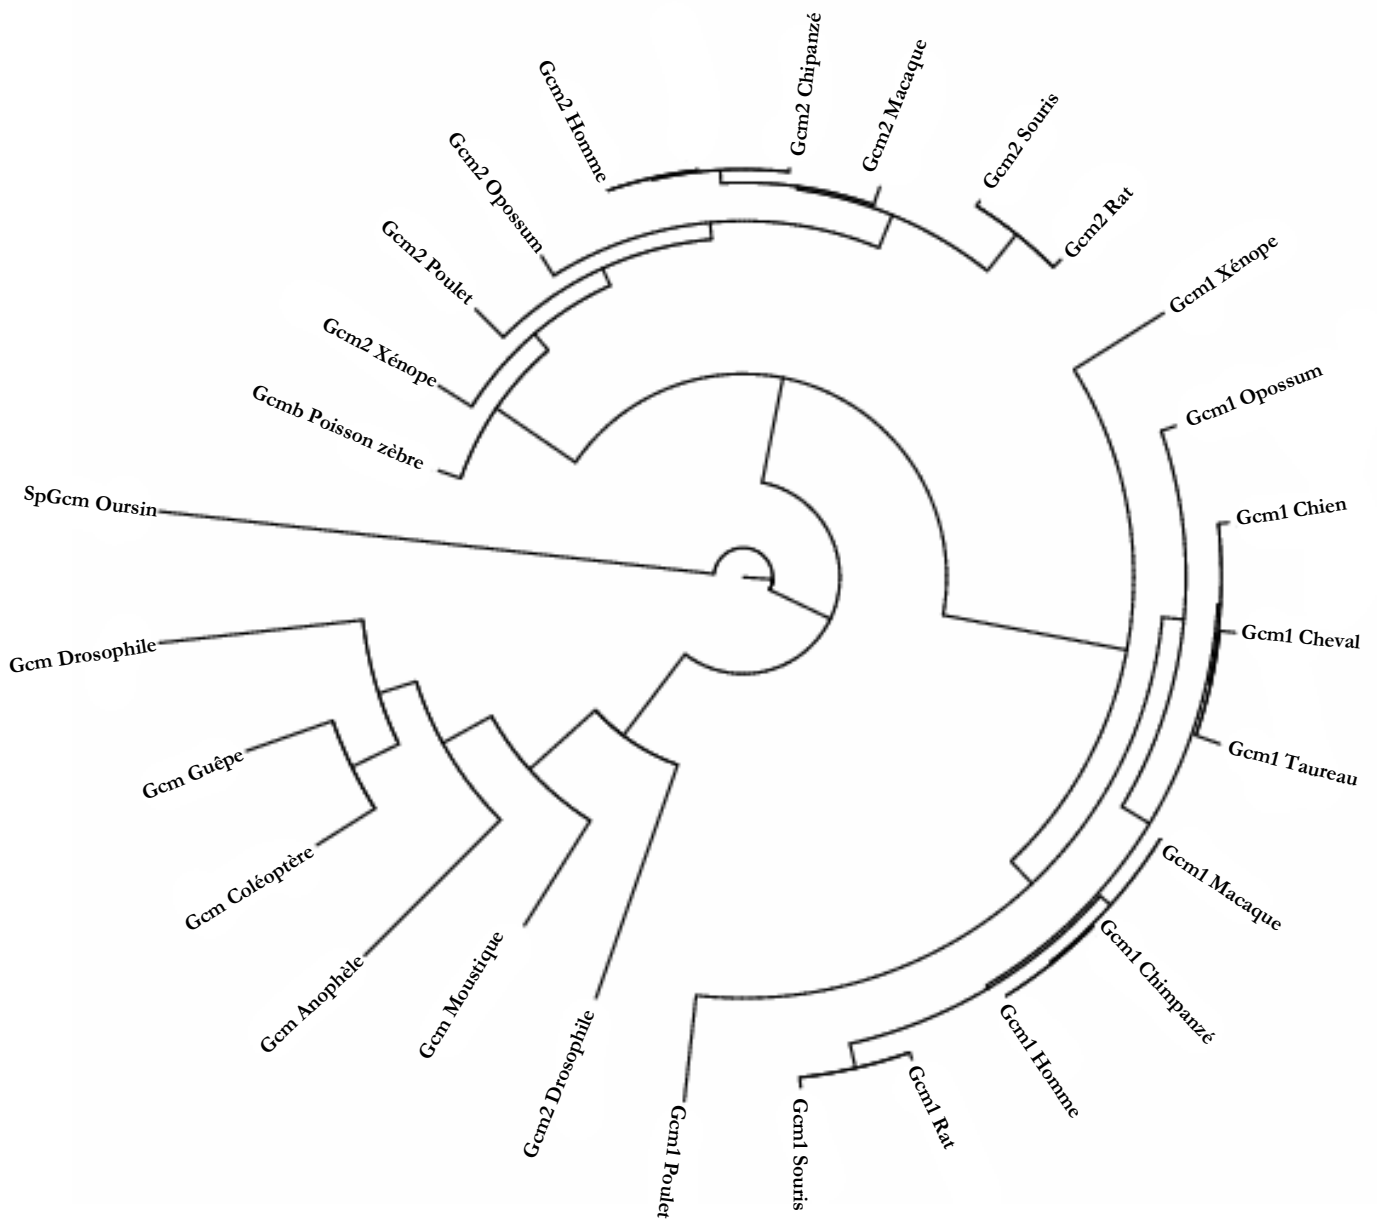 Gcm2 Chipanzé
Gcm2 Macaque
Gcm2 Homme
Gcm2 Souris
Gcm2 Opossum
Gcm2 Rat
Gcm2 Poulet
Gcm1 Xénope
Gcm2 Xénope
Gcm1 Opossum
Gcmb Poisson zèbre
SpGcm Oursin
Gcm1 Chien
Gcm1 Cheval
Gcm Drosophile
Gcm1 Taureau
Gcm Guêpe
Gcm1 Macaque
Gcm Coléoptère
Gcm1 Chimpanzé
Gcm Anophèle
Gcm Moustique
Gcm1 Homme
Gcm2 Drosophile
Gcm1 Rat
Gcm1 Souris
Gcm1 Poulet